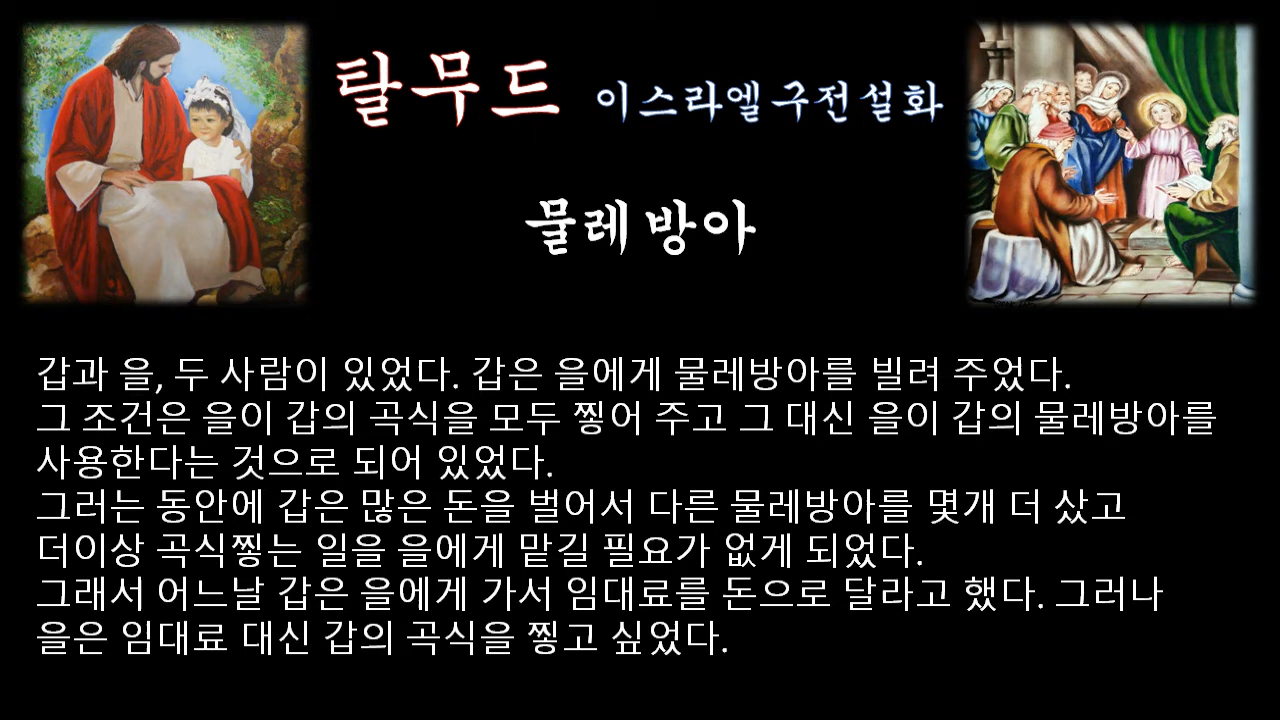 탈무드 이스라엘 구전 설화
물레 방아
갑과 을, 두 사람이 있었다. 갑은 을에게 물레방아를 빌려 주었다.
그 조건은 을이 갑의 곡식을 모두 찧어 주고 그 대신 을이 갑의 물레방아를
사용한다는 것으로 되어 있었다.
그러는 동안에 갑은 많은 돈을 벌어서 다른 물레방아를 몇개 더 샀고
더이상 곡식찧는 일을 을에게 맡길 필요가 없게 되었다.
그래서 어느날 갑은 을에게 가서 임대료를 돈으로 달라고 했다. 그러나
을은 임대료 대신 갑의 곡식을 찧고 싶었다.